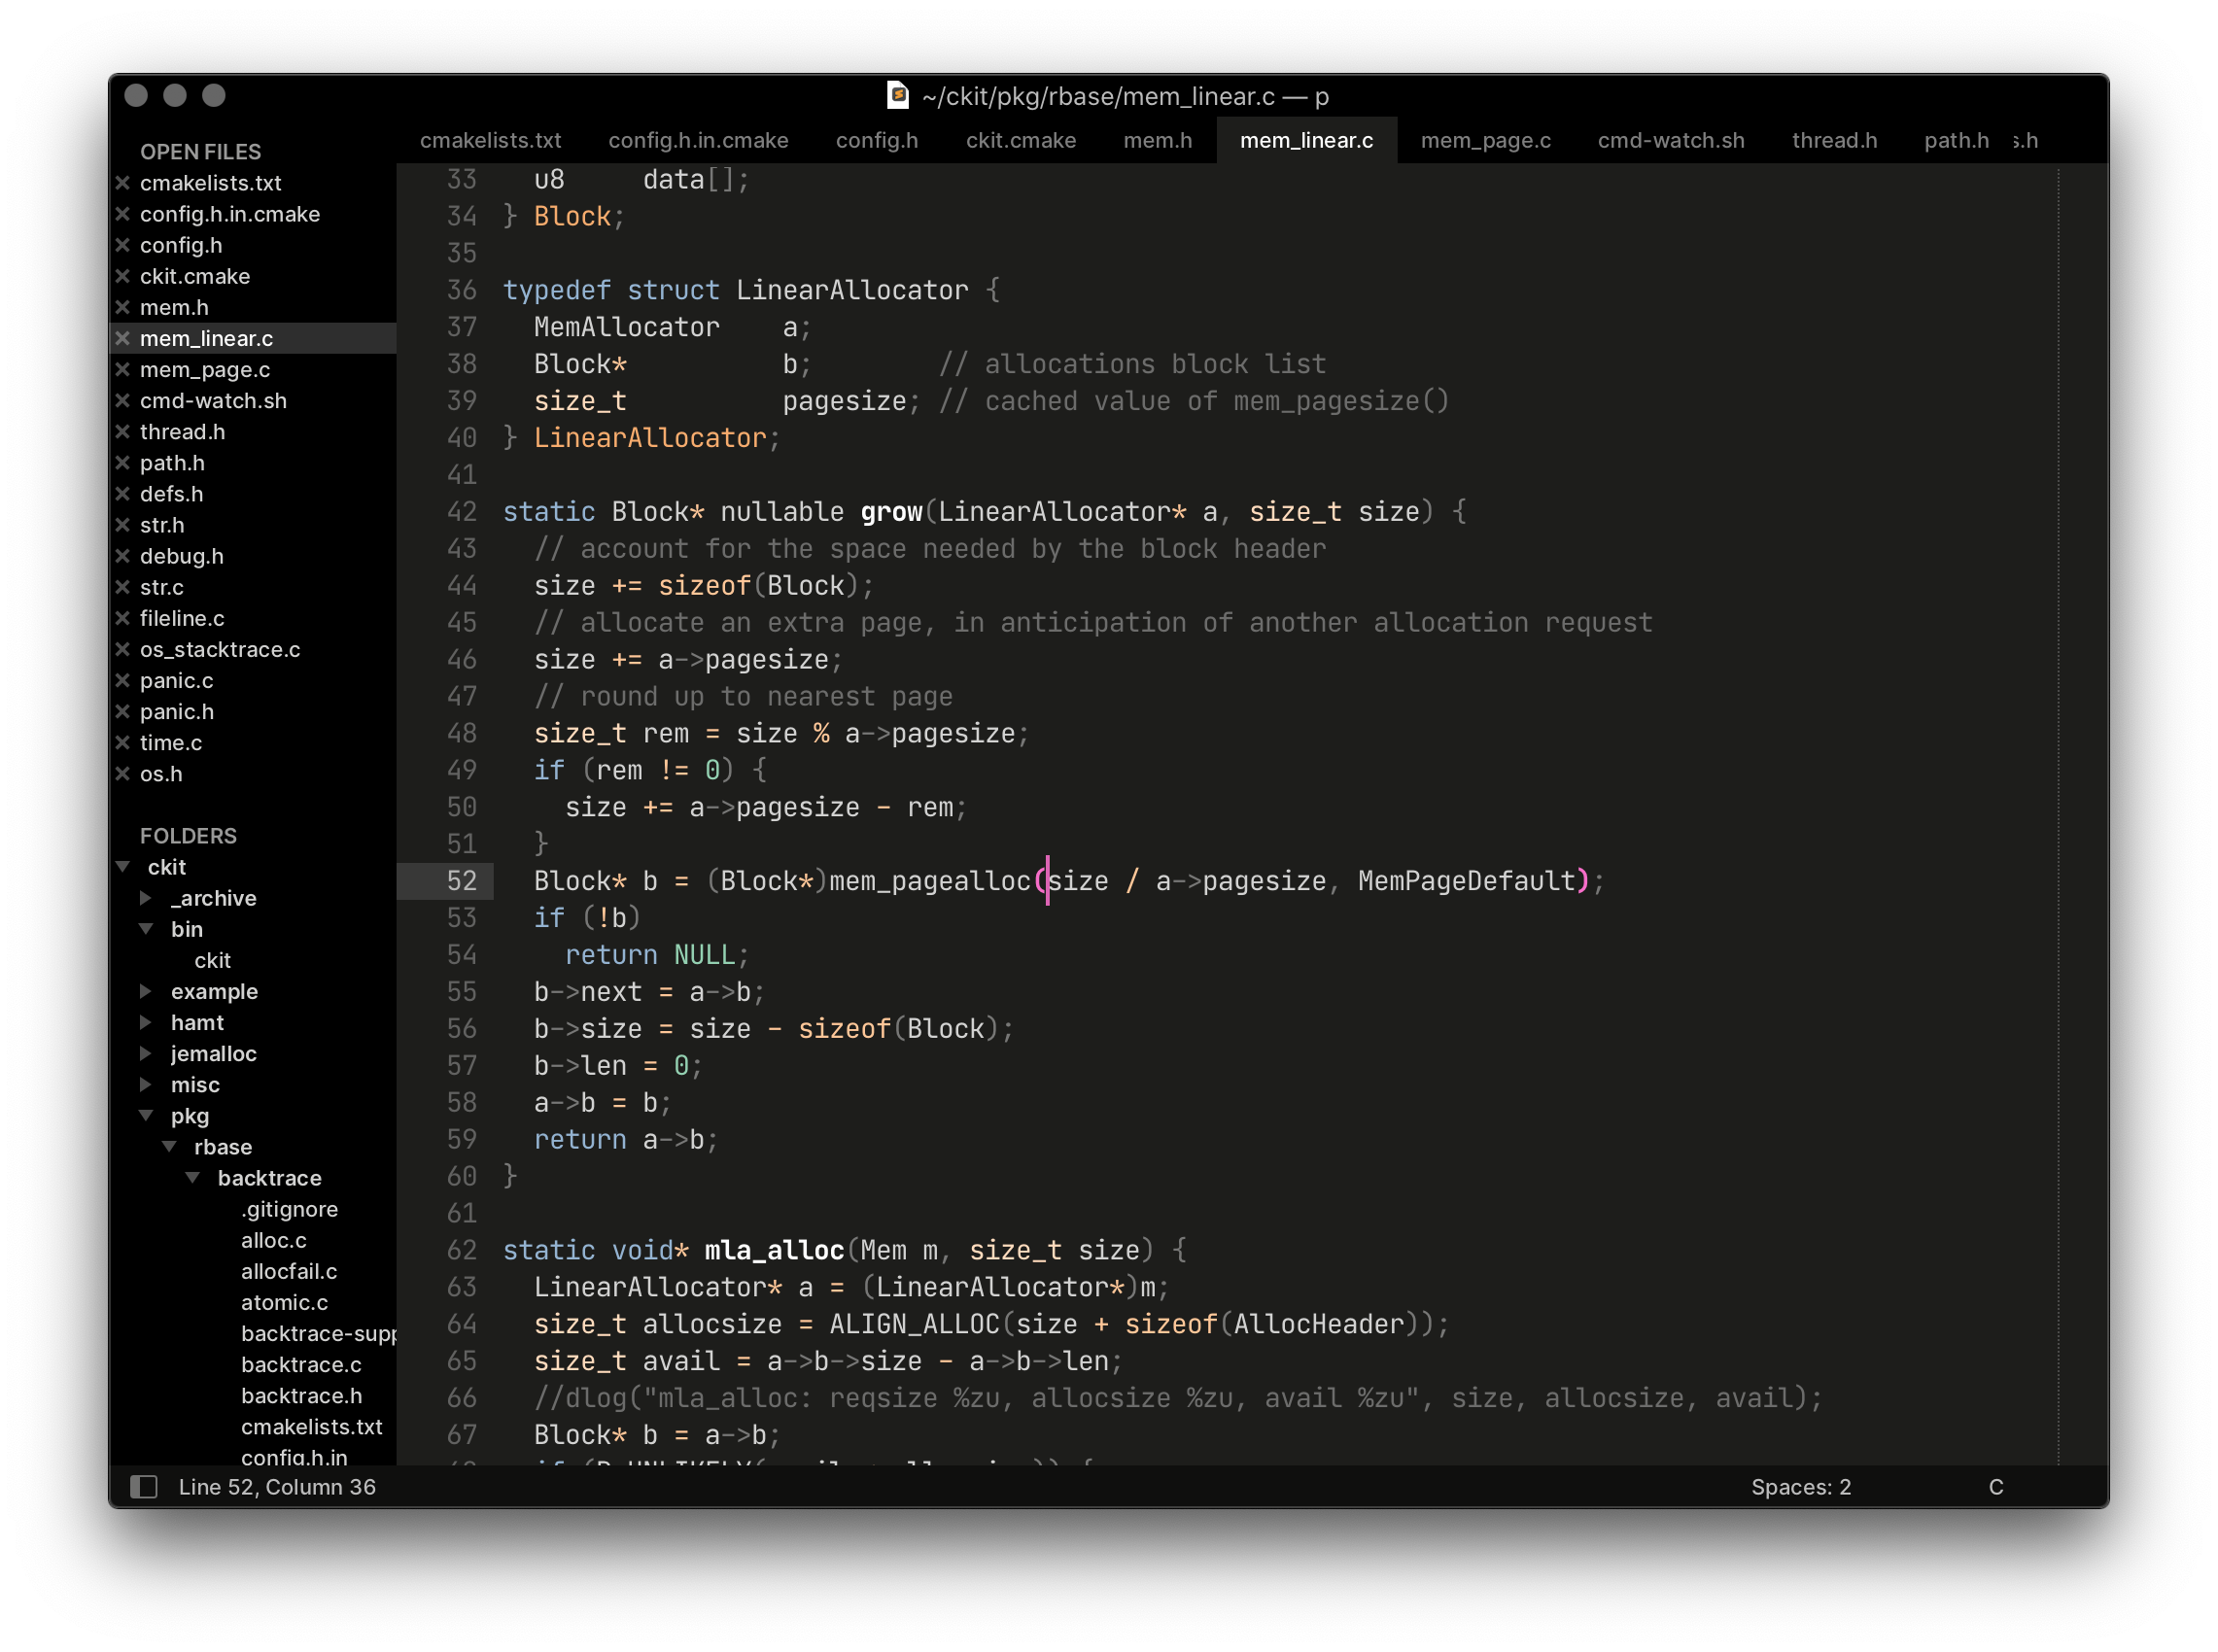 ~/ckit/pkg/rbase/mem_linear.c — p
OPEN FILES
cmakelists.txt
config.h.in.cmake
config.h
ckit.cmake
mem.h
mem_linear.c
mem_page.c
cmd-watch.sh
thread.h
path.h
defs.h
str.h
debug.h
str.c
fileline.c
os_stacktrace.c
panic.c
panic.h
time.c
os.h
FOLDERS
ckit
_archive
bin
ckit
example
hamt
jemalloc
misc
pkg
rbase
backtrace
.gitignore
alloc.c
allocfail.c
atomic.c
backtrace-supp
backtrace.c
backtrace.h
cmakelists.txt
config.h.in
cmakelists.txt config.h.in.cmake config.h ckit.cmake mem.h mem_linear.c mem_page.c cmd-watch.sh thread.h path.h s.h
33   u8     data[];
34 } Block;
35
36 typedef struct LinearAllocator {
37   MemAllocator    a;
38   Block*          b;        // allocations block list
39   size_t          pagesize; // cached value of mem_pagesize()
40 } LinearAllocator;
41
42 static Block* nullable grow(LinearAllocator* a, size_t size) {
43   // account for the space needed by the block header
44   size += sizeof(Block);
45   // allocate an extra page, in anticipation of another allocation request
46   size += a->pagesize;
47   // round up to nearest page
48   size_t rem = size % a->pagesize;
49   if (rem != 0) {
50     size += a->pagesize - rem;
51   }
52   Block* b = (Block*)mem_pagealloc(size / a->pagesize, MemPageDefault);
53   if (!b)
54     return NULL;
55   b->next = a->b;
56   b->size = size - sizeof(Block);
57   b->len = 0;
58   a->b = b;
59   return a->b;
60 }
61
62 static void* mla_alloc(Mem m, size_t size) {
63   LinearAllocator* a = (LinearAllocator*)m;
64   size_t allocsize = ALIGN_ALLOC(size + sizeof(AllocHeader));
65   size_t avail = a->b->size - a->b->len;
66   //dlog("mla_alloc: reqsize %zu, allocsize %zu, avail %zu", size, allocsize, avail);
67   Block* b = a->b;
Line 52, Column 36
Spaces: 2
C